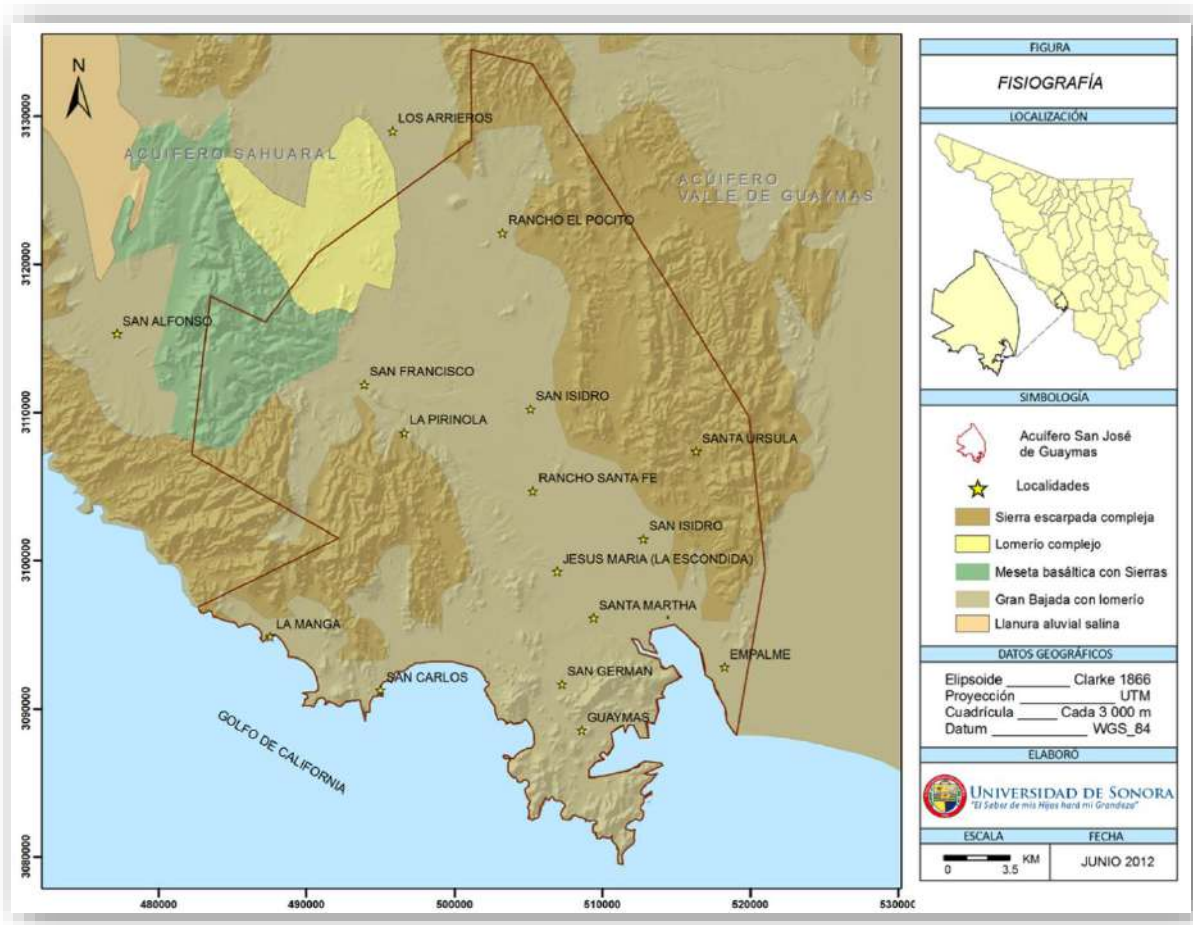 N
LOS ARRIEROS
ACUIFERO SAHUARAL
ACUIFERO
VALLE DE GUAYMAS
RANCHO EL POCITO
SAN ALFONSO
SAN FRANCISCO
SAN ISIDRO
LA PIRINOLA
SANTA URSULA
RANCHO SANTA FE
SAN ISIDRO
JESUS MARIA (LA ESCONDIDA)
SANTA MARTHA
LA MANGA
EMPALME
SAN GERMAN
SAN CARLOS
GUAYMAS
GOLFO DE CALIFORNIA
3130000
3120000
3110000
3100000
3090000
3080000
480000
490000
500000
510000
520000
530000
FIGURA
FISIOGRAFÍA
LOCALIZACIÓN
SIMBOLOGÍA
Acuífero San José
de Guaymas
Localidades
Sierra escarpada compleja
Lomerío complejo
Meseta basáltica con Sierras
Gran Bajada con lomerío
Llanura aluvial salina
DATOS GEOGRÁFICOS
Elipsoide ________ Clarke 1866
Proyección ____________ UTM
Cuadrícula _____ Cada 3 000 m
Datum ____________ WGS_84
ELABORÓ
UNIVERSIDAD DE SONORA
"El Saber de mis Hijos hará mi Grandeza"
ESCALA
FECHA
KM
0 3.5
JUNIO 2012